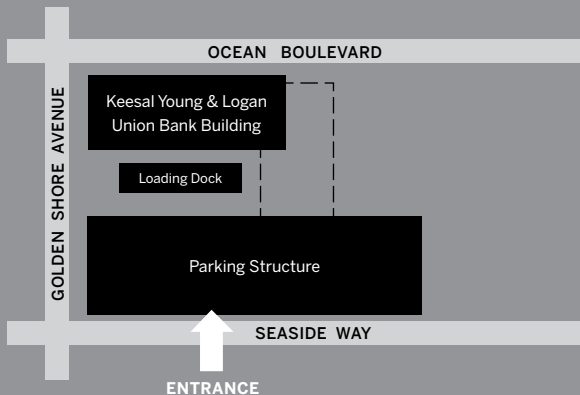 OCEAN BOULEVARD
GOLDEN SHORE AVENUE
Keesal Young & Logan
Union Bank Building
Loading Dock
Parking Structure
SEASIDE WAY
ENTRANCE